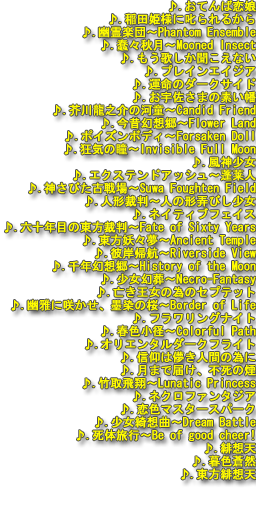 ♪. おてんば恋娘
♪. 稲田姫様に叱られるから
♪. 幽霊楽団～Phantom Ensemble
♪. 蠢々秋月～Mooned Insect
♪. もう歌しか聞こえない
♪. プレインエイジア
♪. 運命のダークサイド
♪. お宇佐さまの素い幡
♪. 芥川龍之介の河童～Candid Friend
♪. 今昔幻想郷～Flower Land
♪. ポイズンボディ～Forsaken Doll
♪. 狂気の瞳～Invisible Full Moon
♪. 風神少女
♪. エクステンドアッシュ～蓬莱人
♪. 神さびた古戦場～Suwa Foughten Field
♪. 人形裁判～人の形弄びし少女
♪. ネイティブフェイス
♪. 六十年目の東方裁判～Fate of Sixty Years
♪. 東方妖々夢～Ancient Temple
♪. 彼岸帰航～Riverside View
♪. 千年幻想郷～History of the Moon
♪. 少女幻葬～Necro-Fantasy
♪. 亡き王女の為のセプテット
♪. 幽雅に咲かせ、墨染の桜～Border of Life
♪. フラワリングナイト
♪. 春色小径～Colorful Path
♪. オリエンタルダークフライト
♪. 信仰は儚き人間の為に
♪. 月まで届け、不死の煙
♪. 竹取飛翔～Lunatic Princess
♪. ネクロファンタジア
♪. 恋色マスタースパーク
♪. 少女綺想曲～Dream Battle
♪. 死体旅行～Be of good cheer!
♪. 緋想天
♪. 暮色蒼然
♪. 東方緋想天